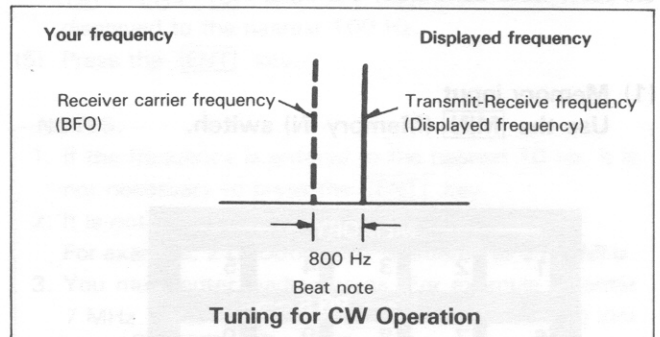 Your frequency
Displayed frequency
Receiver carrier frequency
(BFO)
Transmit-Receive frequency
(Displayed frequency)
800 Hz
Beat note
Tuning for CW Operation